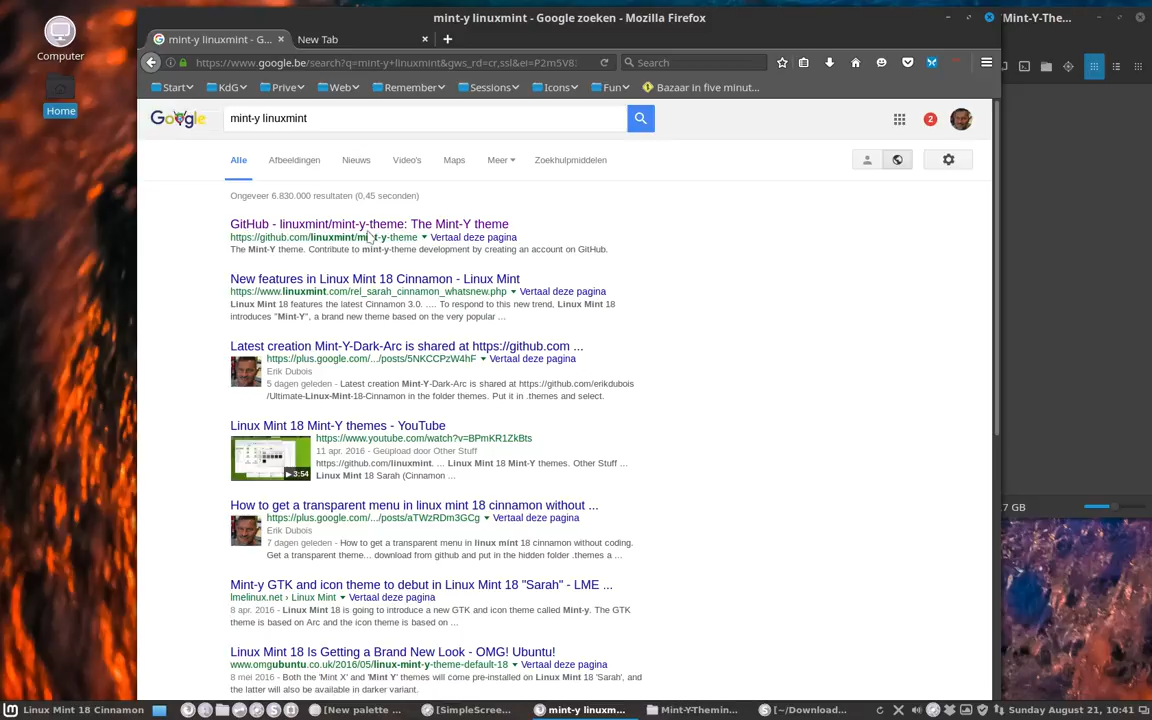 mint-y linuxmint - Google zoeken - Mozilla Firefox
/Mint-Y-The...
Computer
Home
mint-y linuxmint - G...
New Tab
https://www.google.be/search?q=mint-y+linuxmint&gws_rd=cr,ssl&ei=P2m5V8
Search
Start
KdG
Prive
Web
Remember
Sessions
Icons
Fun
Bazaar in five minut...
Google
mint-y linuxmint
2
Alle
Afbeeldingen
Nieuws
Video's
Maps
Meer
Zoekhulpmiddelen
Ongeveer 6.830.000 resultaten (0,45 seconden)
GitHub - linuxmint/mint-y-theme: The Mint-Y theme
https://github.com/linuxmint/mint-y-theme Vertaal deze pagina
The Mint-Y theme. Contribute to mint-y-theme development by creating an account on GitHub.
New features in Linux Mint 18 Cinnamon - Linux Mint
https://www.linuxmint.com/rel_sarah_cinnamon_whatsnew.php Vertaal deze pagina
Linux Mint 18 features the latest Cinnamon 3.0. .... To respond to this new trend, Linux Mint 18
introduces "Mint-Y", a brand new theme based on the very popular ...
Latest creation Mint-Y-Dark-Arc is shared at https://github.com ...
https://plus.google.com/.../posts/5NKCCPzW4hF Vertaal deze pagina
Erik Dubois
5 dagen geleden - Latest creation Mint-Y-Dark-Arc is shared at https://github.com/erikdubois
/Ultimate-Linux-Mint-18-Cinnamon in the folder themes. Put it in .themes and select.
Linux Mint 18 Mint-Y themes - YouTube
https://www.youtube.com/watch?v=BPmKR1ZkBts
11 apr. 2016 - Geüpload door Other Stuff
https://github.com/linuxmint. ... Linux Mint 18 Mint-Y themes. Other Stuff ...
Linux Mint 18 Sarah (Cinnamon ...
3:54
How to get a transparent menu in linux mint 18 cinnamon without ...
https://plus.google.com/.../posts/aTWzRDm3GCg Vertaal deze pagina
Erik Dubois
7 dagen geleden - How to get a transparent menu in linux mint 18 cinnamon without coding.
Get a transparent theme... download from github and put in the hidden folder .themes a ...
Mint-y GTK and icon theme to debut in Linux Mint 18 "Sarah" - LME ...
lmelinux.net › Linux Mint Vertaal deze pagina
8 apr. 2016 - Linux Mint 18 is going to introduce a new GTK and icon theme called Mint-y. The GTK
theme is based on Arc and the icon theme is based on ...
Linux Mint 18 Is Getting a Brand New Look - OMG! Ubuntu!
www.omgubuntu.co.uk/2016/05/linux-mint-y-theme-default-18 Vertaal deze pagina
8 mei 2016 - Both the 'Mint X' and 'Mint Y' themes will come pre-installed on Linux Mint 18 'Sarah', and
the latter will also be available in darker variant.
7 GB
Linux Mint 18 Cinnamon
[New palette ...
[SimpleScree...
mint-y linuxm...
Mint-Y-Themin...
[~/Download...
Sunday August 21, 10:41